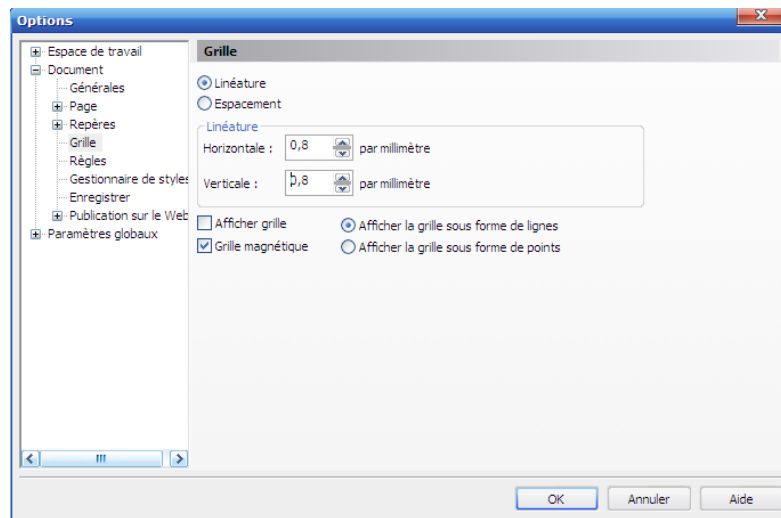 Options
Espace de travail
Document
Générales
Page
Repères
Grille
Règles
Gestionnaire de styles
Enregistrer
Publication sur le Web
Paramètres globaux
Grille
Linéature
Espacement
Linéature
Horizontale : 0,8 par millimètre
Verticale : 0,8 par millimètre
Afficher grille
Afficher la grille sous forme de lignes
Grille magnétique
Afficher la grille sous forme de points
OK
Annuler
Aide